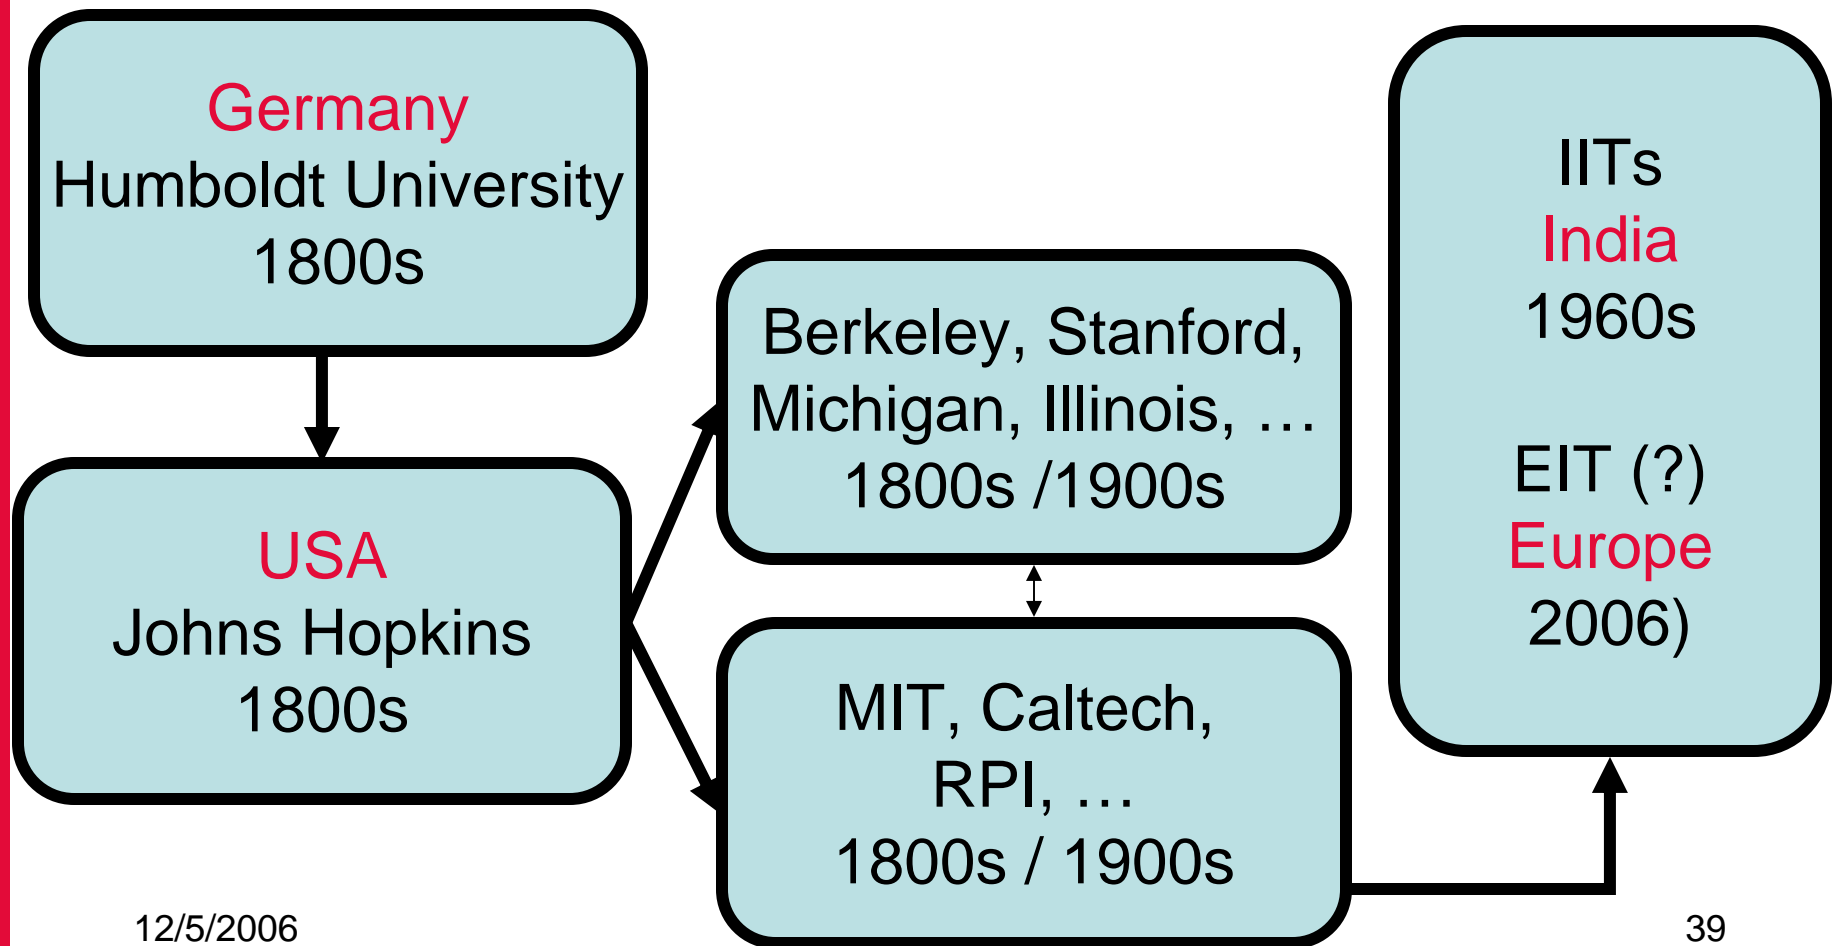 Germany
Humboldt University
1800s
USA
Johns Hopkins
1800s
Berkeley, Stanford,
Michigan, Illinois, …
1800s /1900s
MIT, Caltech,
RPI, …
1800s / 1900s
IITs
India
1960s
EIT (?)
Europe
2006)
12/5/2006
39